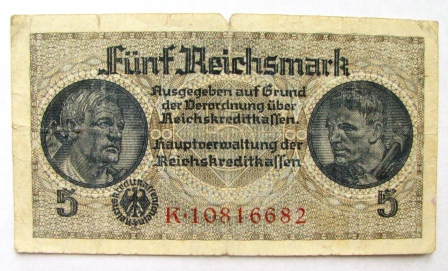 Fünf Reichsmark
Ausgegeben auf Grund
der Verordnung über
Reichskreditkassen.
Hauptverwaltung der
Reichskreditkassen
5
5
K·10816682